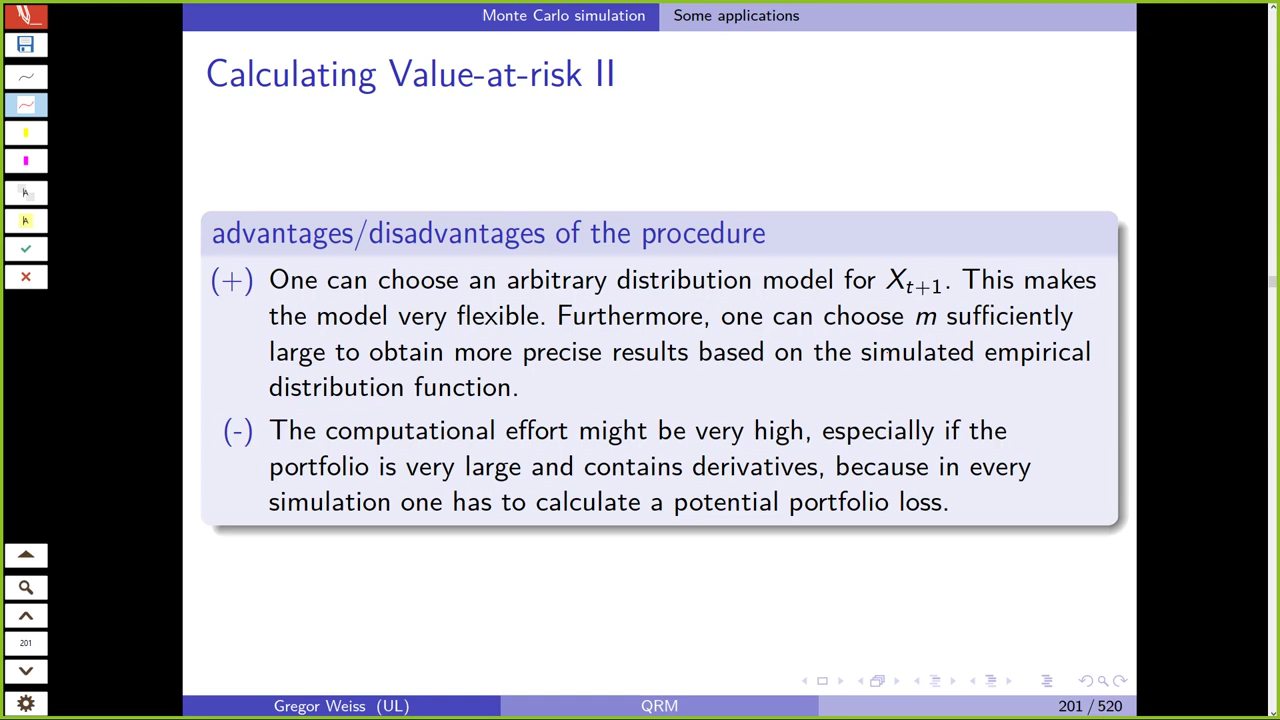 Monte Carlo simulation Some applications
Calculating Value-at-risk II
advantages/disadvantages of the procedure
(+) One can choose an arbitrary distribution model for X_{t+1}. This makes
the model very flexible. Furthermore, one can choose m sufficiently
large to obtain more precise results based on the simulated empirical
distribution function.
(-) The computational effort might be very high, especially if the
portfolio is very large and contains derivatives, because in every
simulation one has to calculate a potential portfolio loss.
201
Gregor Weiss (UL) QRM 201 / 520